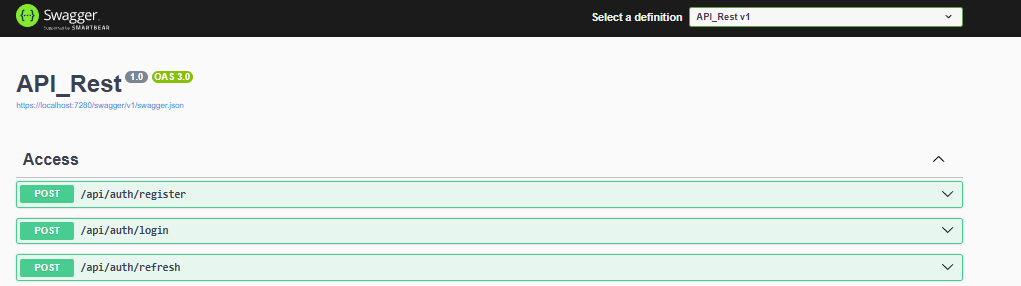 Swagger.
Supported by SMARTBEAR
Select a definition
API_Rest v1
API_Rest 1.0 OAS 3.0
https://localhost:7280/swagger/v1/swagger.json
Access
POST /api/auth/register
POST /api/auth/login
POST /api/auth/refresh